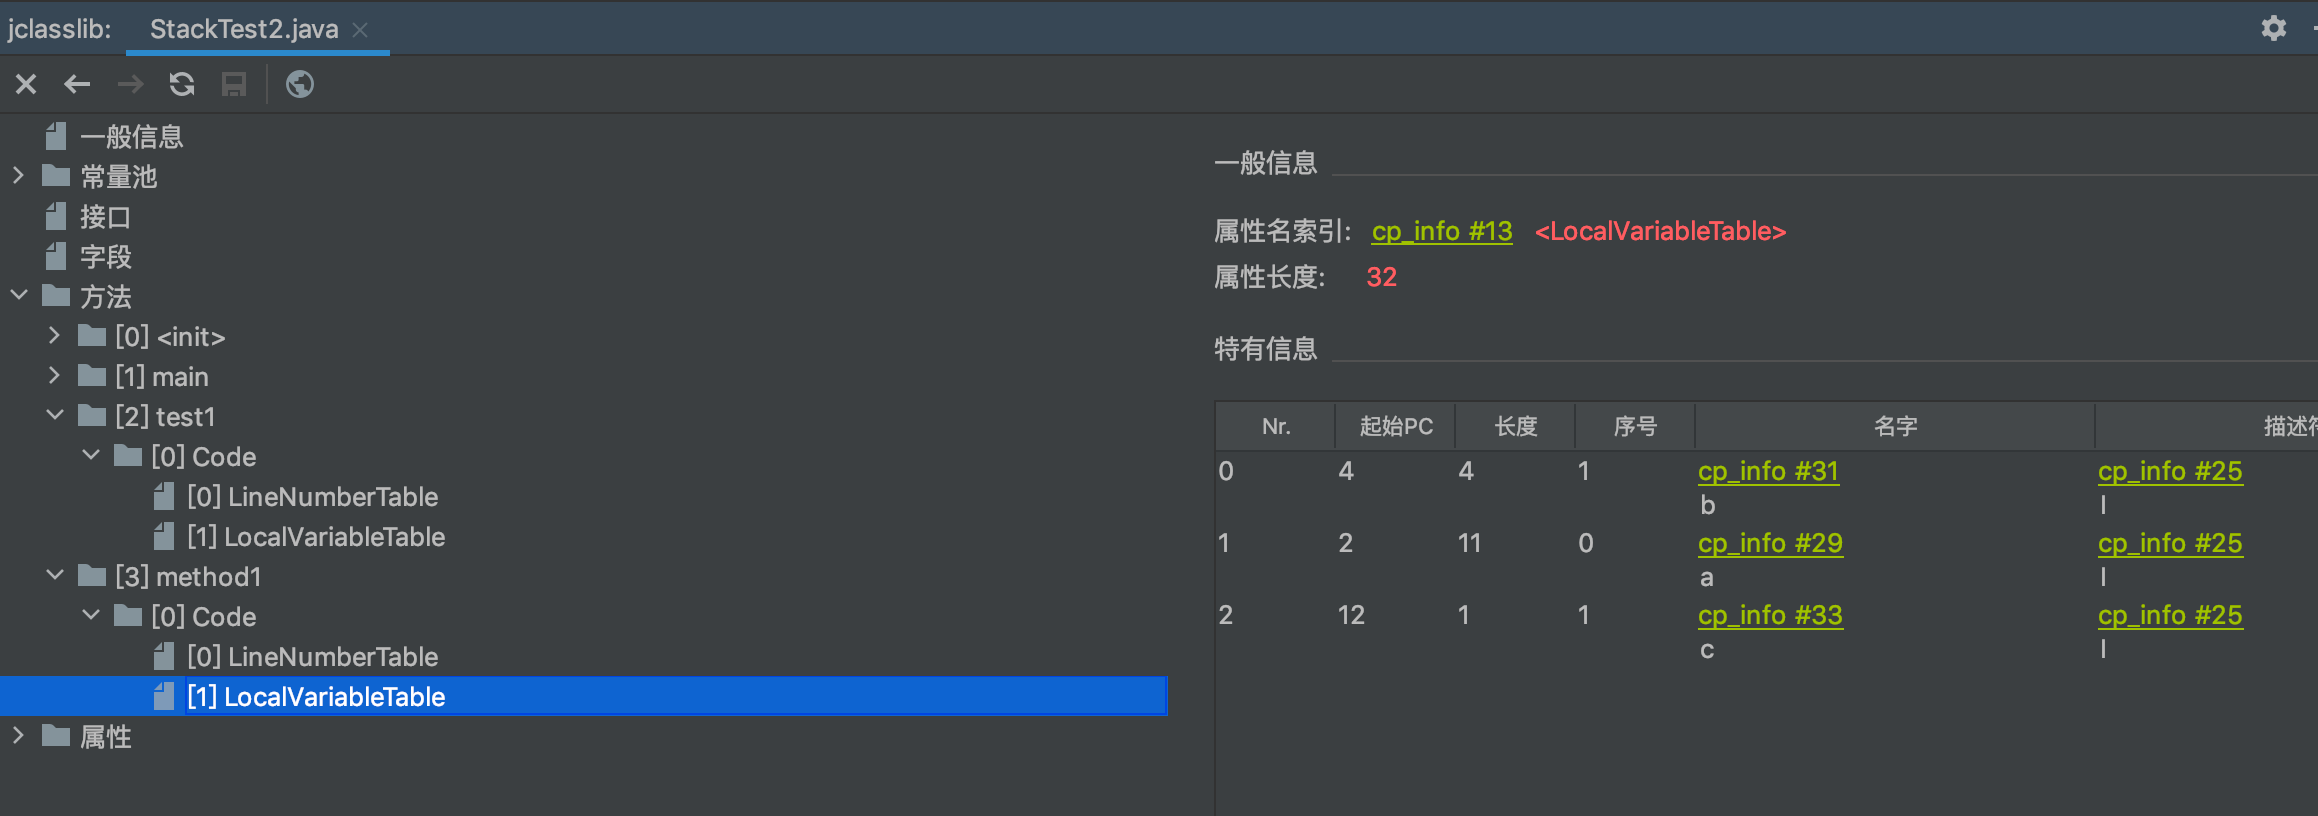 jclasslib: StackTest2.java
一般信息
常量池
接口
字段
方法
[0] <init>
[1] main
[2] test1
[0] Code
[0] LineNumberTable
[1] LocalVariableTable
[3] method1
[0] Code
[0] LineNumberTable
[1] LocalVariableTable
属性
一般信息
属性名索引: cp_info #13 <LocalVariableTable>
属性长度: 32
特有信息
Nr. 起始PC 长度 序号 名字 描述符
0 4 4 1 cp_info #31 cp_info #25
b I
1 2 11 0 cp_info #29 cp_info #25
a I
2 12 1 1 cp_info #33 cp_info #25
c I